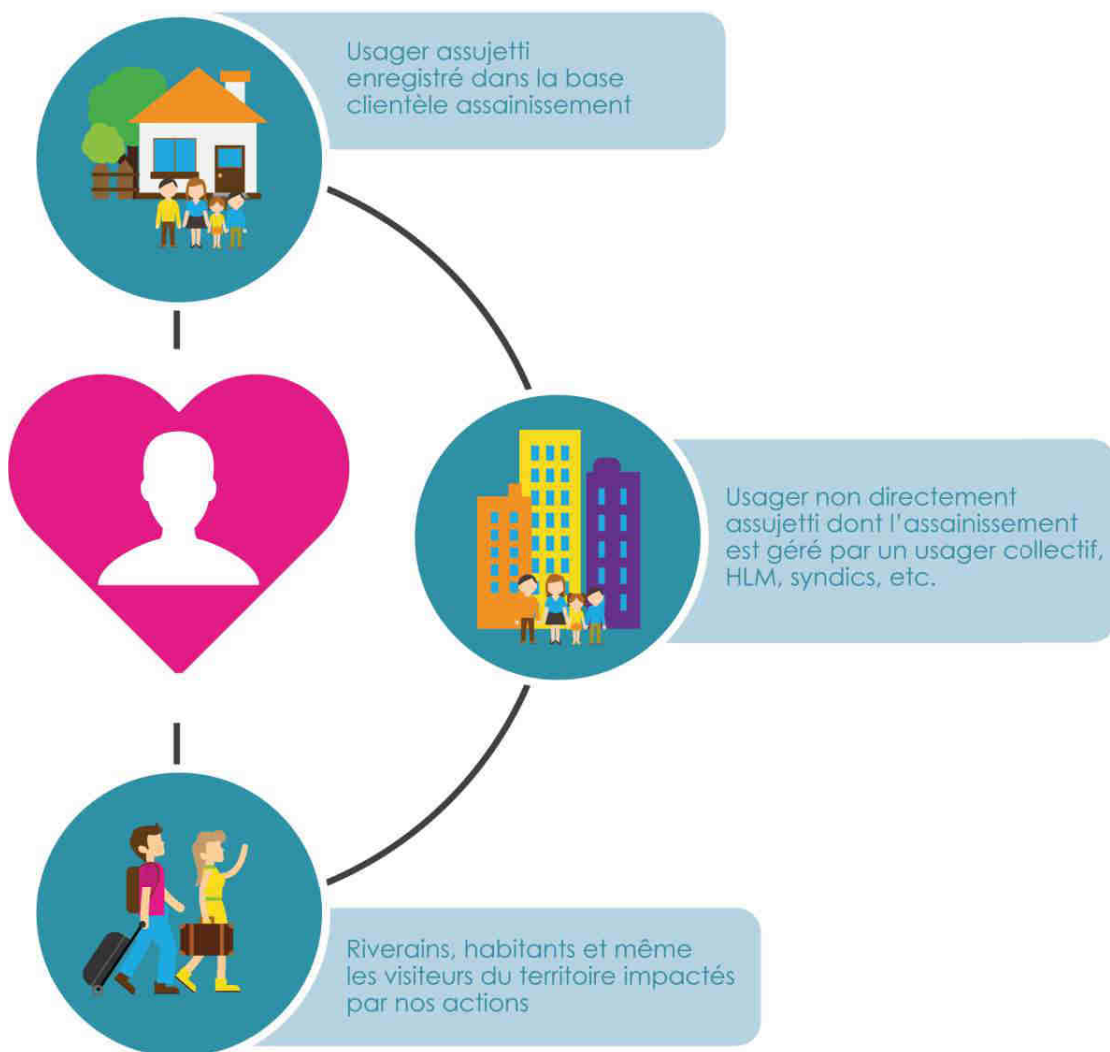 Usager assujetti
enregistré dans la base
clientèle assainissement
Usager non directement
assujetti dont l'assainissement
est géré par un usager collectif,
HLM, syndics, etc.
Riverains, habitants et même
les visiteurs du territoire impactés
par nos actions